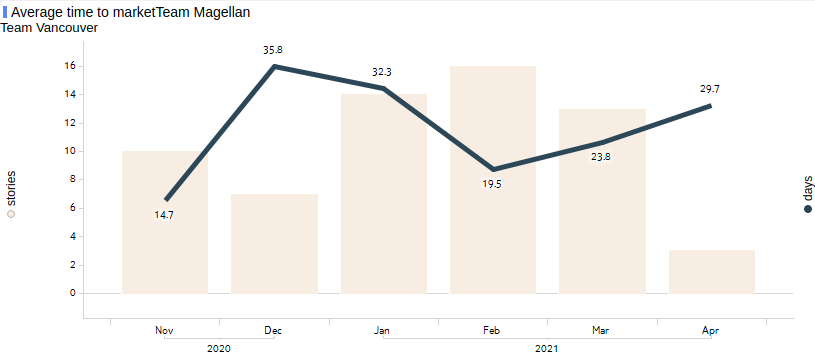 Average time to marketTeam Magellan
Team Vancouver
35.8
16
32.3
29.7
14
12
23.8
10
stories
days
8
19.5
14.7
6
4
2
0
Nov
Dec
Jan
Feb
Mar
Apr
2020
2021